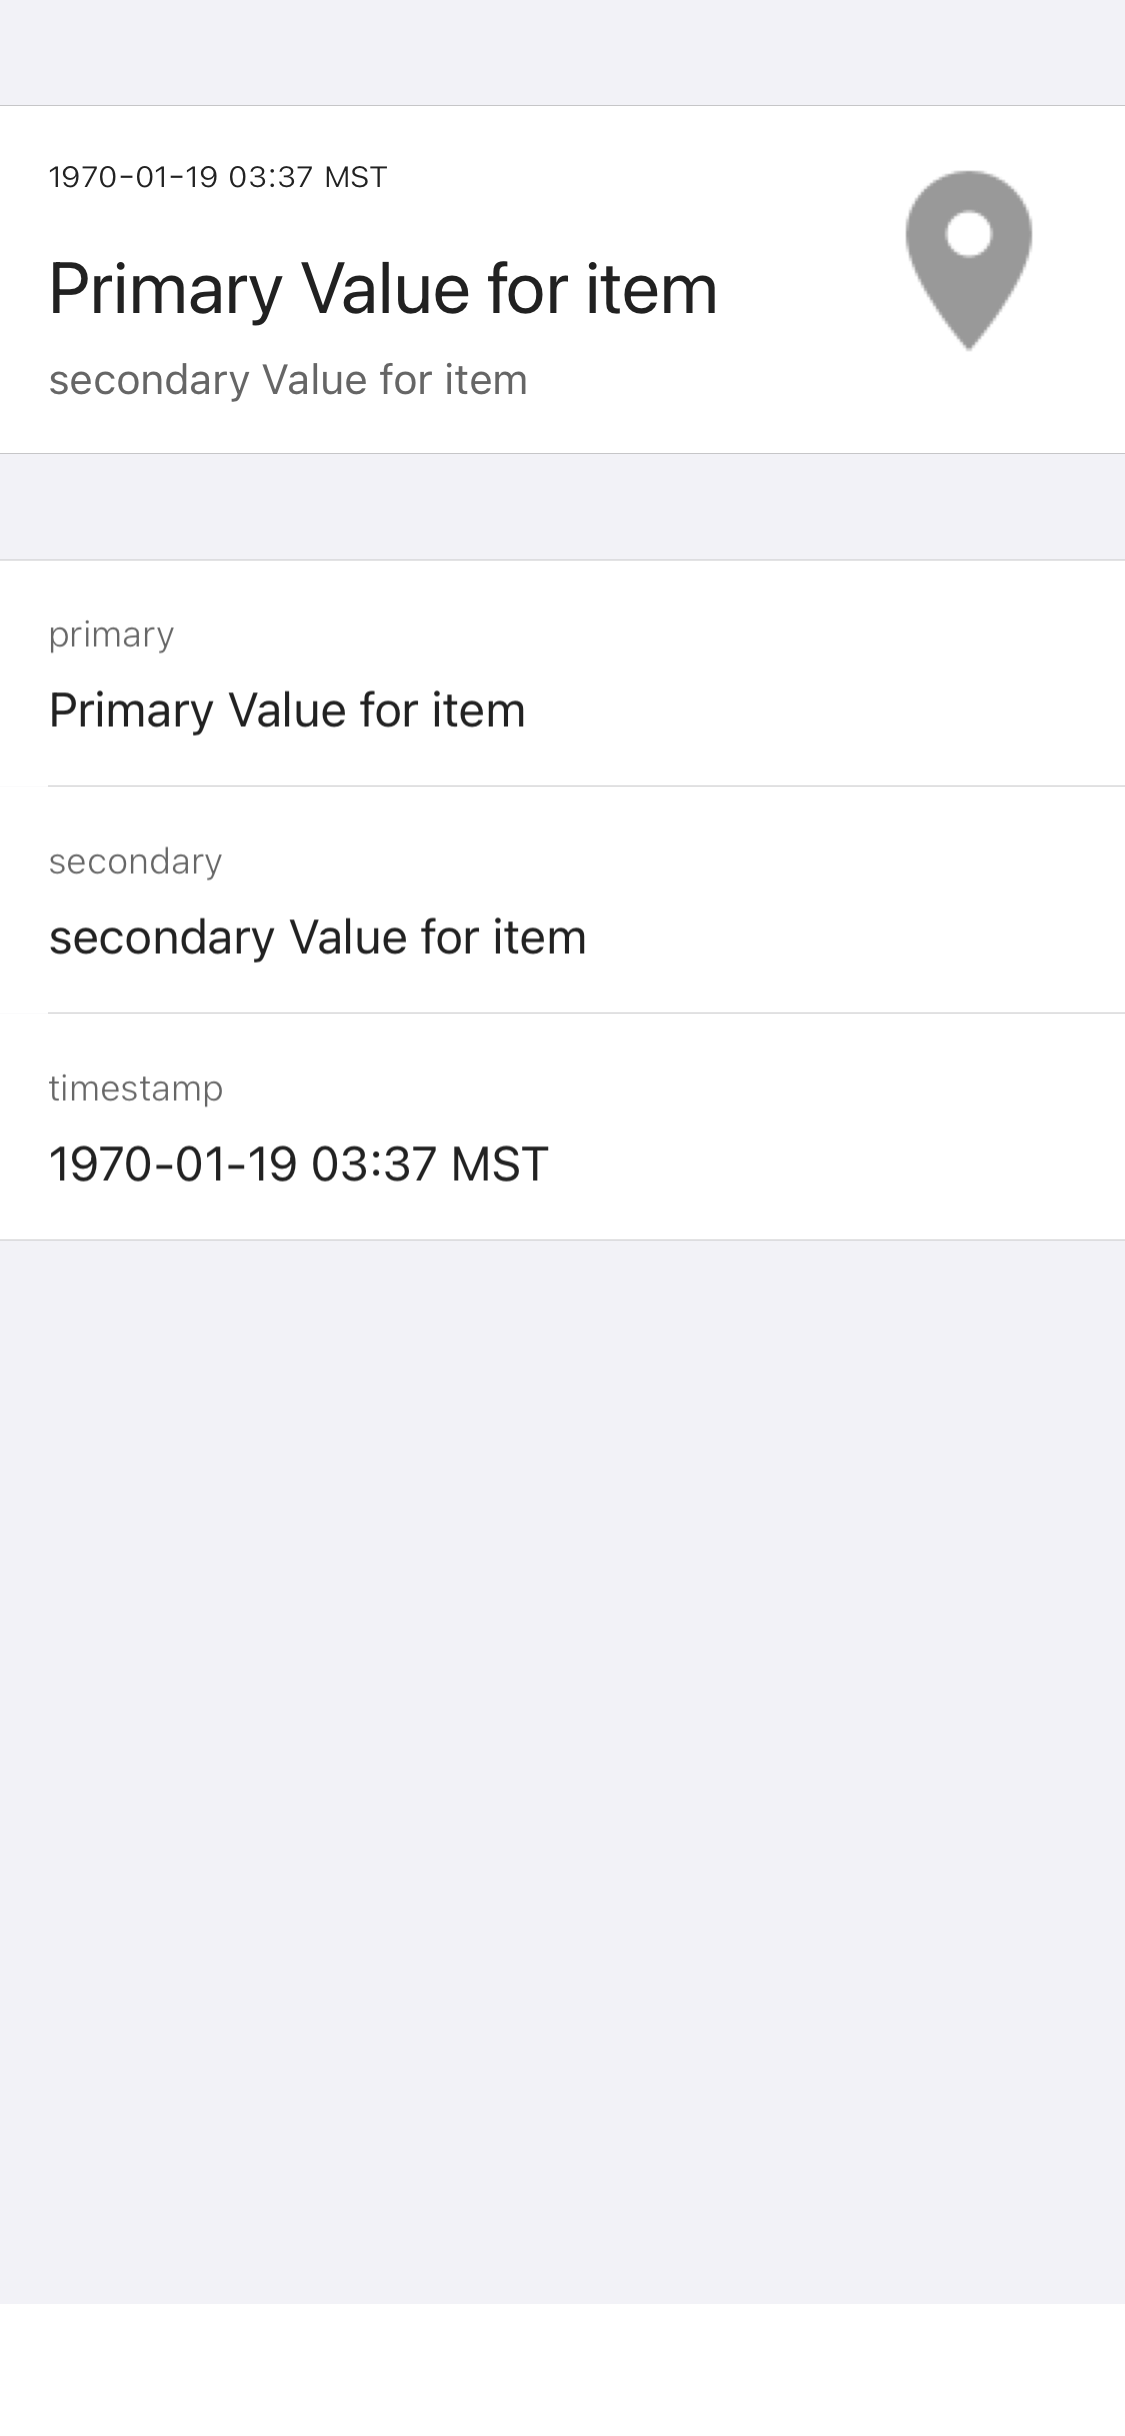 1970-01-19 03:37 MST
Primary Value for item
secondary Value for item
primary
Primary Value for item
secondary
secondary Value for item
timestamp
1970-01-19 03:37 MST